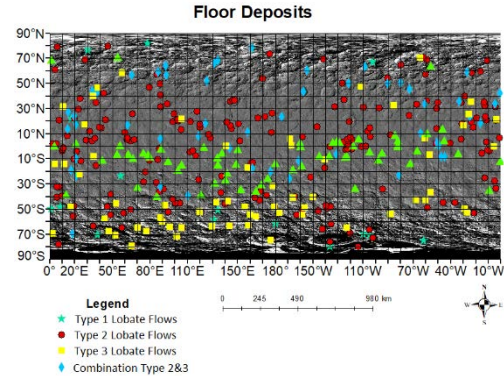 Floor Deposits
90°N
70°N
50°N
30°N
10°N
10°S
30°S
50°S
70°S
90°S
0° 20°E 50°E 80°E 110°E 150°E 180° 150°W 110°W 70°W 40°W 10°W
Legend
Type 1 Lobate Flows
Type 2 Lobate Flows
Type 3 Lobate Flows
Combination Type 2&3
0 245 490 980 km
N